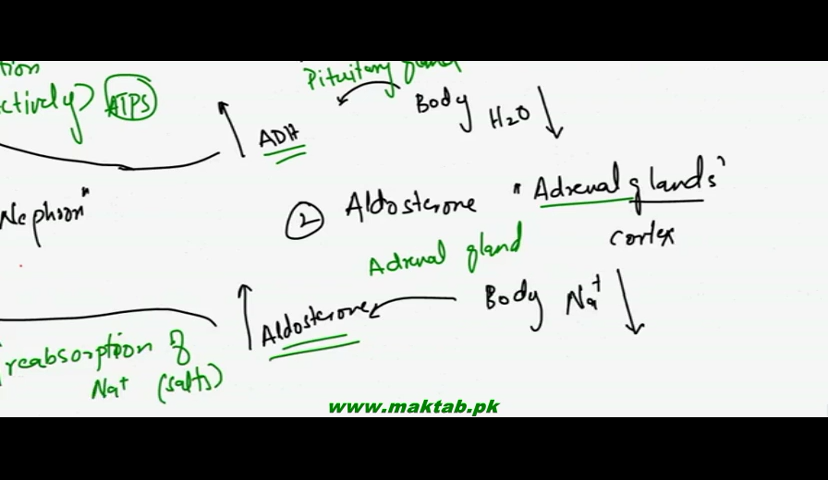 Pituitary
ctively) ATPS
Body H₂O ↓
↑ ADH
Nephron"
② Aldosterone "Adrenal glands"
cortex
Adrenal gland
Body Na⁺ ↓
↑ Aldosterone
reabsorption of
Na⁺ (salts)
www.maktab.pk